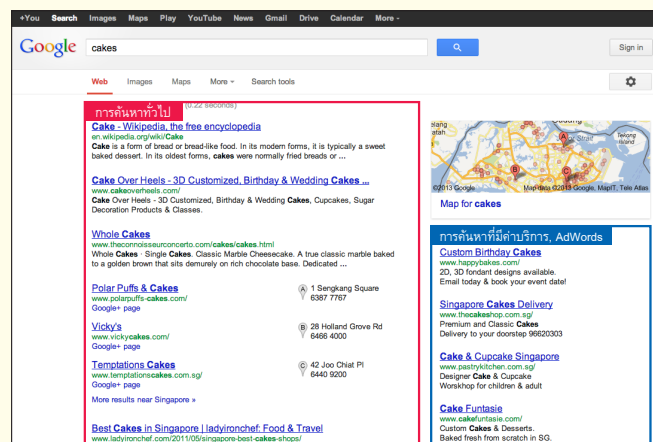 +You Search Images Maps Play YouTube News Gmail Drive Calendar More
Google cakes Sign in
Web Images Maps More Search tools
การค้นหาทั่วไป (0.22 seconds)
Cake - Wikipedia, the free encyclopedia
en.wikipedia.org/wiki/Cake
Cake is a form of bread or bread-like food. In its modern forms, it is typically a sweet
baked dessert. In its oldest forms, cakes were normally fried breads or ...
Cake Over Heels - 3D Customized, Birthday & Wedding Cakes ...
www.cakeoverheels.com/
Cake Over Heels - 3D Customized, Birthday & Wedding Cakes, Cupcakes, Sugar
Decoration Products & Classes.
Whole Cakes
www.theconnoisseurconcerto.com/cakes/cakes.html
Whole Cakes · Single Cakes. Classic Marble Cheesecake. A true classic marble baked
to a golden brown that sits demurely on rich chocolate base. Dedicated ...
Polar Puffs & Cakes A 1 Sengkang Square
www.polarpuffs-cakes.com/ 6387 7767
Google+ page
Vicky's B 28 Holland Grove Rd
www.vickycakes.com/ 6466 4000
Google+ page
Temptations Cakes C 42 Joo Chiat Pl
www.temptationscakes.com.sg/ 6440 9200
Google+ page
More results near Singapore »
Best Cakes in Singapore | ladyironchef: Food & Travel
www.ladyironchef.com/2011/05/singapore-best-cakes-shops/
A
B
C
Strait
Tekong
Island
©2013 Google Map data ©2013 Google, MapIT, Tele Atlas
Map for cakes
การค้นหาที่มีค่าบริการ, AdWords
Custom Birthday Cakes
www.happybakes.com/
2D, 3D fondant designs available.
Email today & book your event date!
Singapore Cakes Delivery
www.thecakeshop.com.sg/
Premium and Classic Cakes
Delivery to your doorstep 96620303
Cake & Cupcake Singapore
www.pastrykitchen.com.sg/
Designer Cake & Cupcake
Worskhop for children & adult
Cake Funtasie
www.cakefuntasie.com/
Custom Cakes & Desserts.
Baked fresh from scratch in SG.